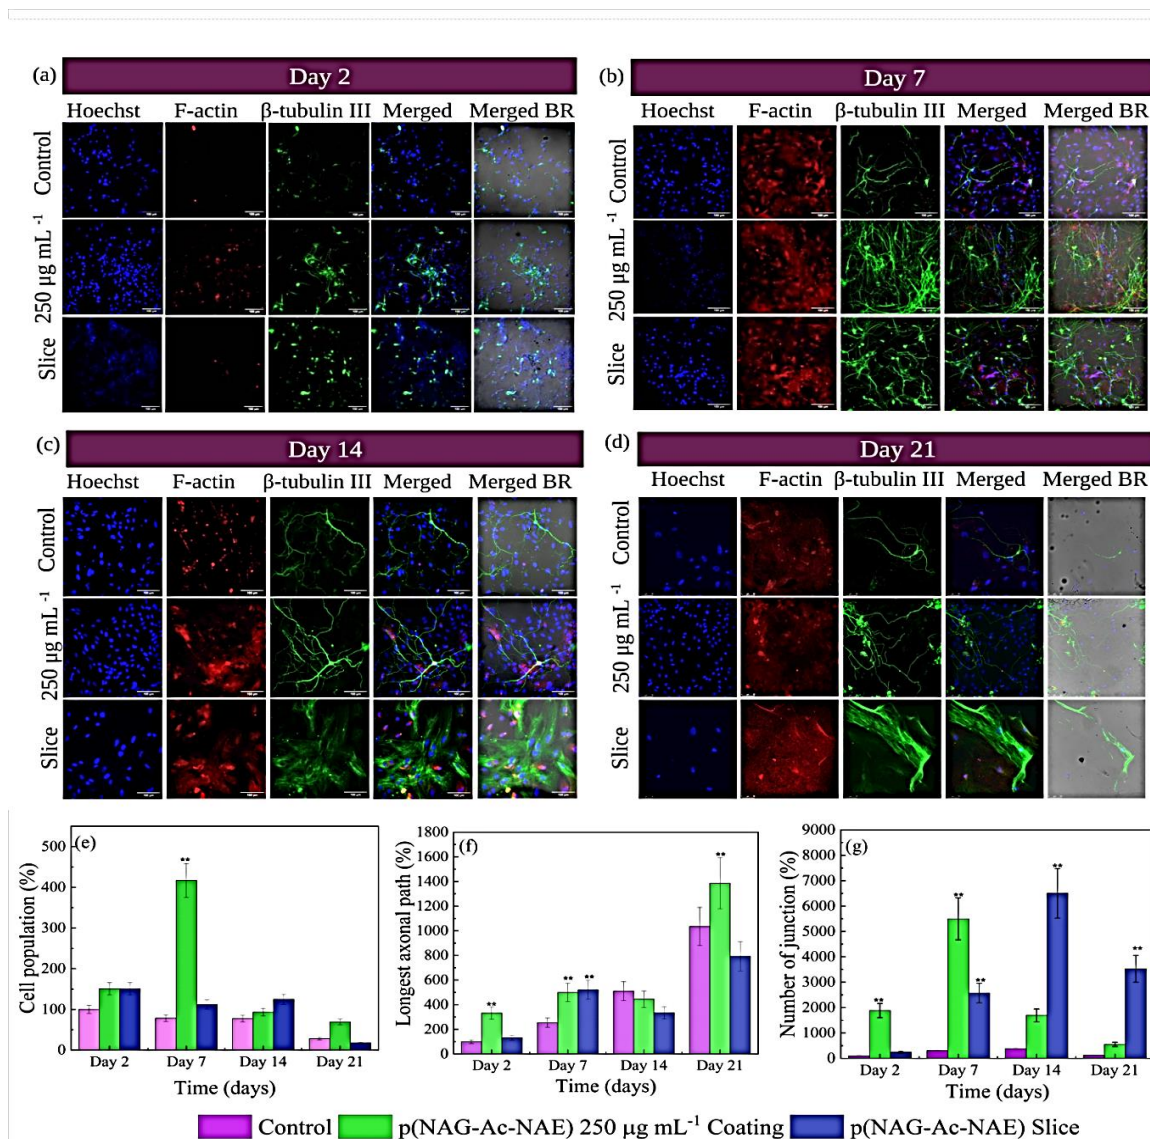 (a) Day 2
Hoechst F-actin β-tubulin III Merged Merged BR
Control
250 µg mL⁻¹
Slice
(b) Day 7
Hoechst F-actin β-tubulin III Merged Merged BR
Control
250 µg mL⁻¹
Slice
(c) Day 14
Hoechst F-actin β-tubulin III Merged Merged BR
Control
250 µg mL⁻¹
Slice
(d) Day 21
Hoechst F-actin β-tubulin III Merged Merged BR
Control
250 µg mL⁻¹
Slice
(e)
Cell population (%)
500
400
300
200
100
0
**
Day 2 Day 7 Day 14 Day 21
Time (days)
(f)
Longest axonal path (%)
1800
1600
1400
1200
1000
800
600
400
200
0
** ** ** **
Day 2 Day 7 Day 14 Day 21
Time (days)
(g)
Number of junction (%)
9000
8000
7000
6000
5000
4000
3000
2000
1000
0
** ** ** ** **
Day 2 Day 7 Day 14 Day 21
Time (days)
Control p(NAG-Ac-NAE) 250 µg mL⁻¹ Coating p(NAG-Ac-NAE) Slice